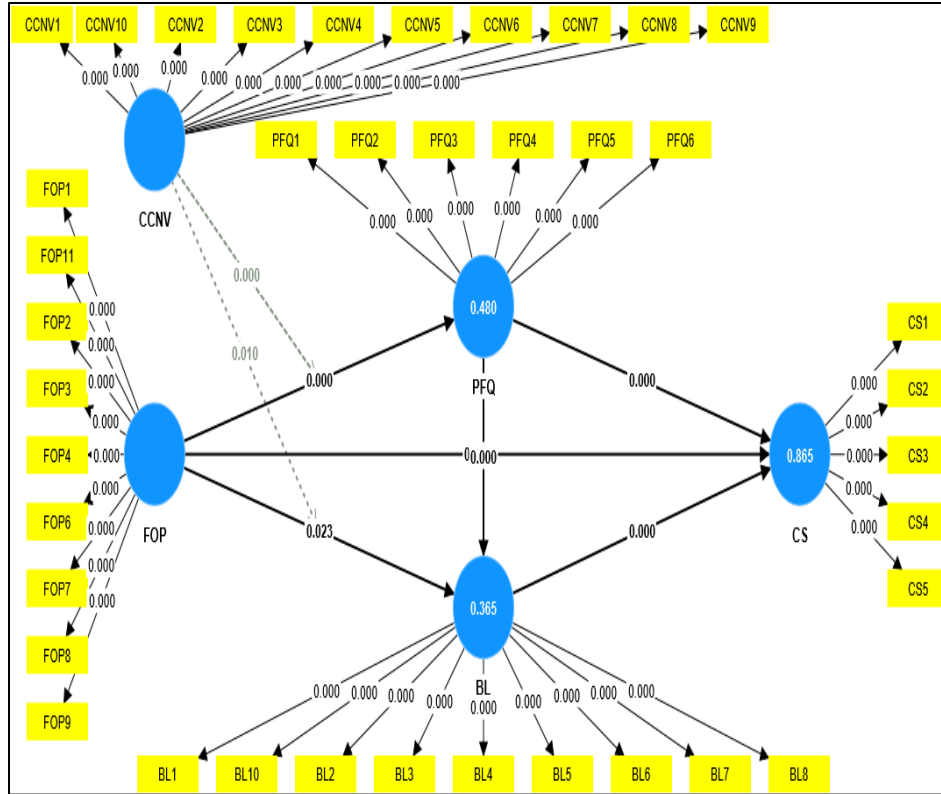 CCNV1 CCNV10 CCNV2 CCNV3 CCNV4 CCNV5 CCNV6 CCNV7 CCNV8 CCNV9
0.000 0.000 0.000 0.000 0.000 0.000 0.000 0.000 0.000 0.000
CCNV
PFQ1 PFQ2 PFQ3 PFQ4 PFQ5 PFQ6
0.000 0.000 0.000 0.000 0.000 0.000
0.480
PFQ
0.000
0.010
FOP1
FOP11
FOP2
FOP3
FOP4
FOP6
FOP7
FOP8
FOP9
0.000
0.000
0.000
0.000
0.000
0.000
0.000
0.000
0.000
FOP
0.000
0.000
0.000
0.023
0.000
0.865
CS
0.000
0.000
0.000
0.000
0.000
CS1
CS2
CS3
CS4
CS5
0.365
BL
0.000 0.000 0.000 0.000 0.000 0.000 0.000 0.000 0.000
BL1 BL10 BL2 BL3 BL4 BL5 BL6 BL7 BL8